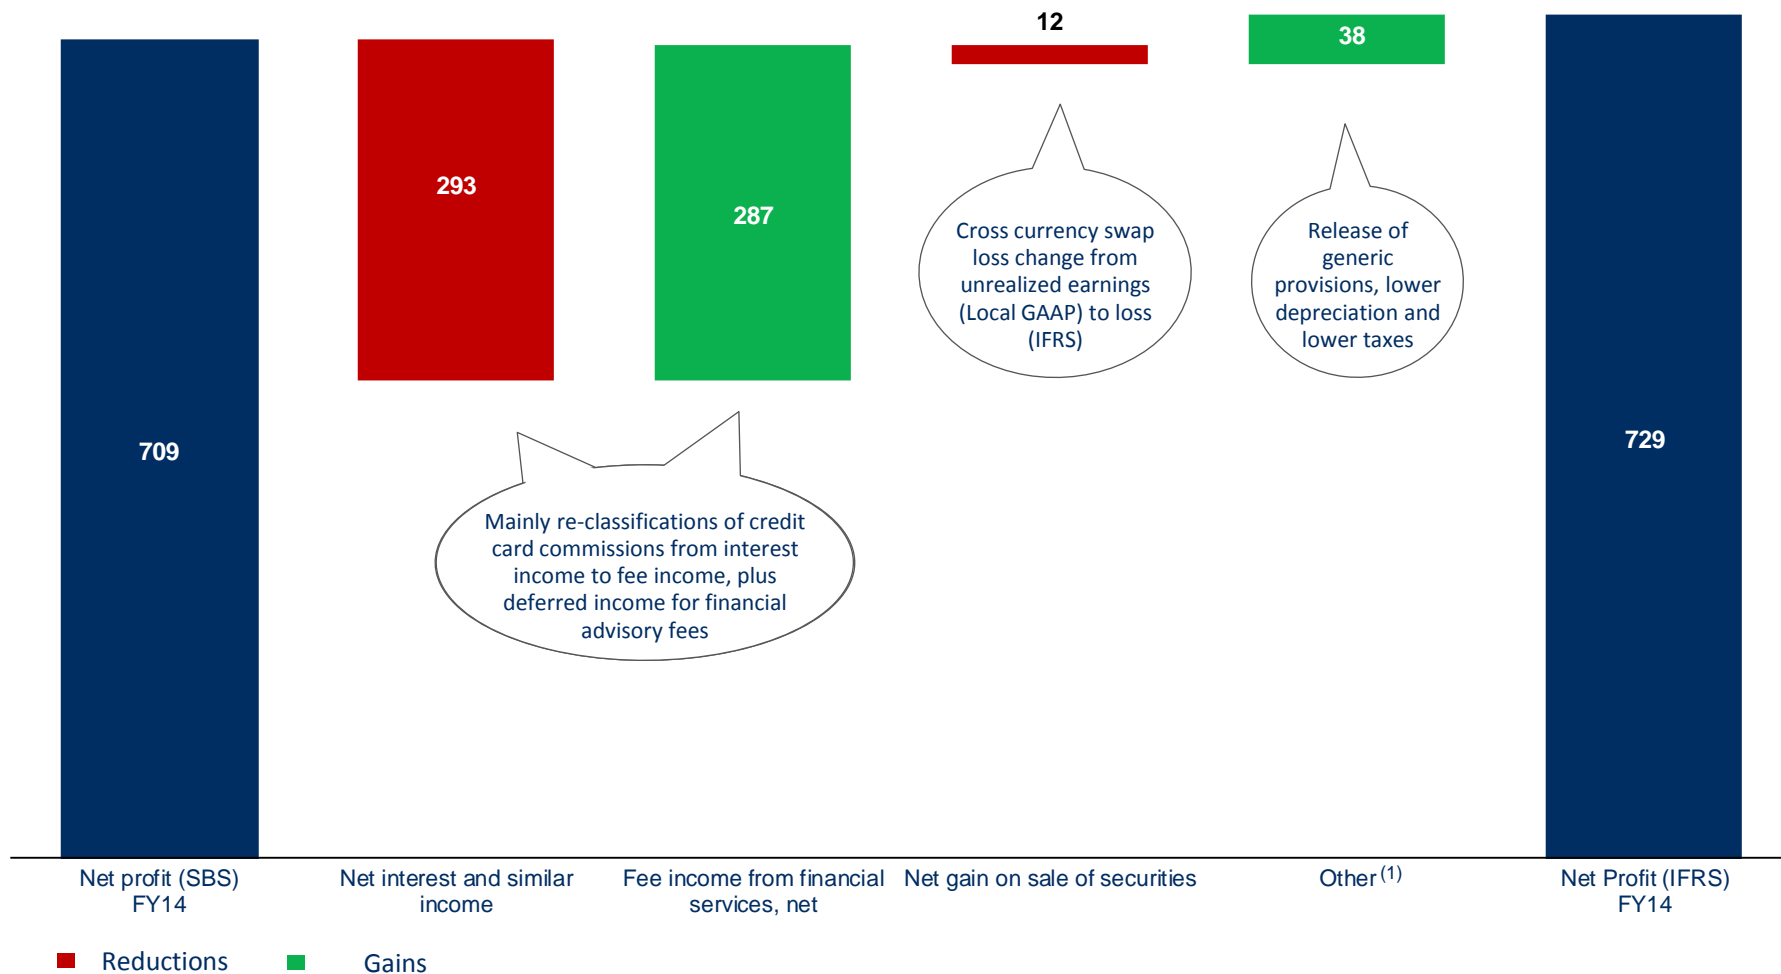 12
38
293
287
709
729
Cross currency swap
loss change from
unrealized earnings
(Local GAAP) to loss
(IFRS)
Release of
generic
provisions, lower
depreciation and
lower taxes
Mainly re-classifications of credit
card commissions from interest
income to fee income, plus
deferred income for financial
advisory fees
Net profit (SBS)
FY14
Net interest and similar
income
Fee income from financial
services, net
Net gain on sale of securities
Other (1)
Net Profit (IFRS)
FY14
Reductions
Gains